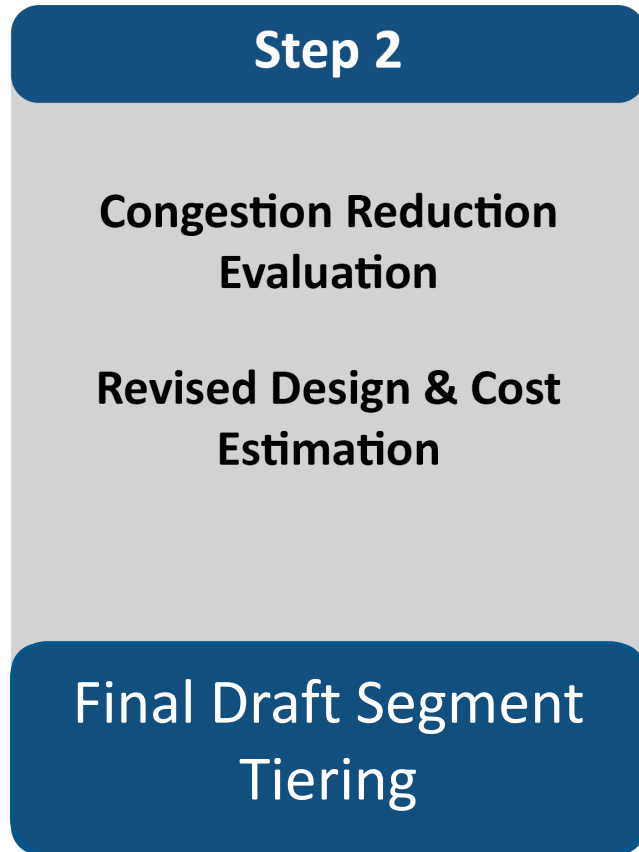 Step 2
Congestion Reduction
Evaluation
Revised Design & Cost
Estimation
Final Draft Segment
Tiering